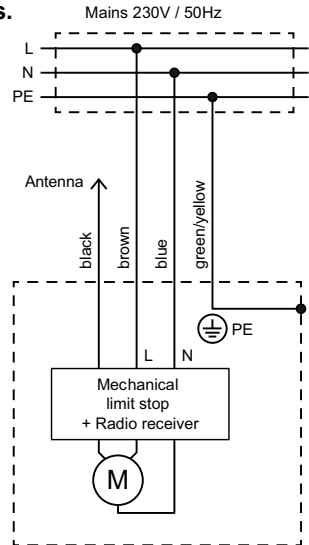 s.
Mains 230V / 50Hz
L
N
PE
Antenna
black
brown
blue
green/yellow
PE
L
N
Mechanical
limit stop
+ Radio receiver
M